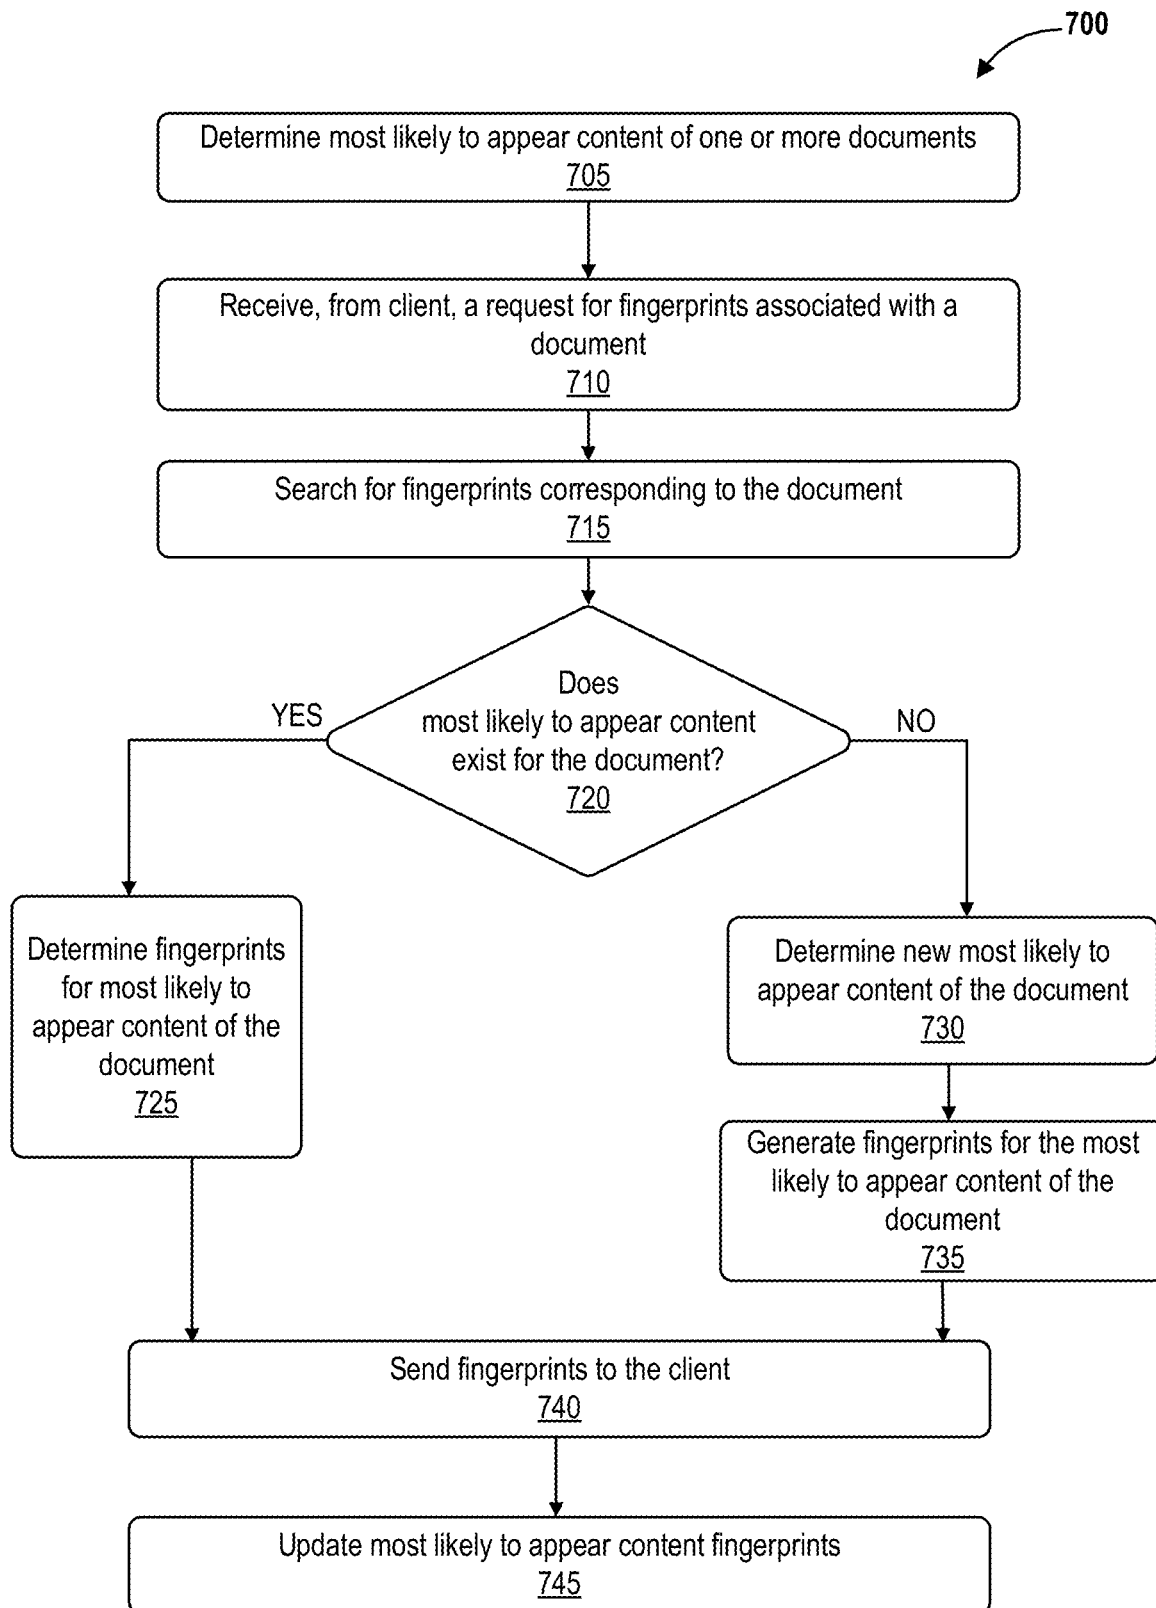 700
Determine most likely to appear content of one or more documents
705
Receive, from client, a request for fingerprints associated with a
document
710
Search for fingerprints corresponding to the document
715
Does
most likely to appear content
exist for the document?
720
YES
NO
Determine fingerprints
for most likely to
appear content of the
document
725
Determine new most likely to
appear content of the document
730
Generate fingerprints for the most
likely to appear content of the
document
735
Send fingerprints to the client
740
Update most likely to appear content fingerprints
745